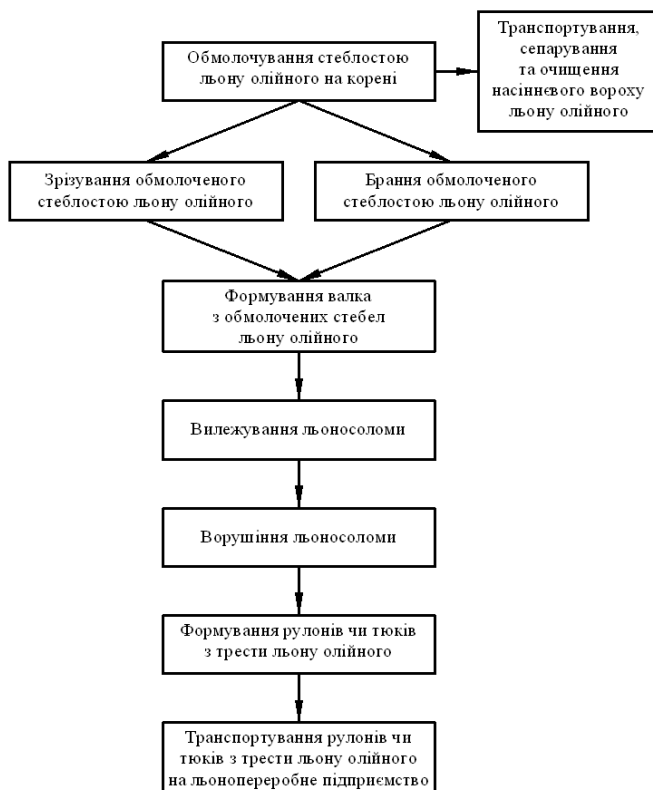 Обмолочування стеблостою
льону олійного на корені
Транспортування,
сепарування
та очищення
насіннєвого вороху
льону олійного
Зрізування обмолоченого
стеблостою льону олійного
Брання обмолоченого
стеблостою льону олійного
Формування валка
з обмолочених стебел
льону олійного
Вилежування льоносоломи
Ворушіння льоносоломи
Формування рулонів чи тюків
з трести льону олійного
Транспортування рулонів чи
тюків з трести льону олійного
на льонопереробне підприємство